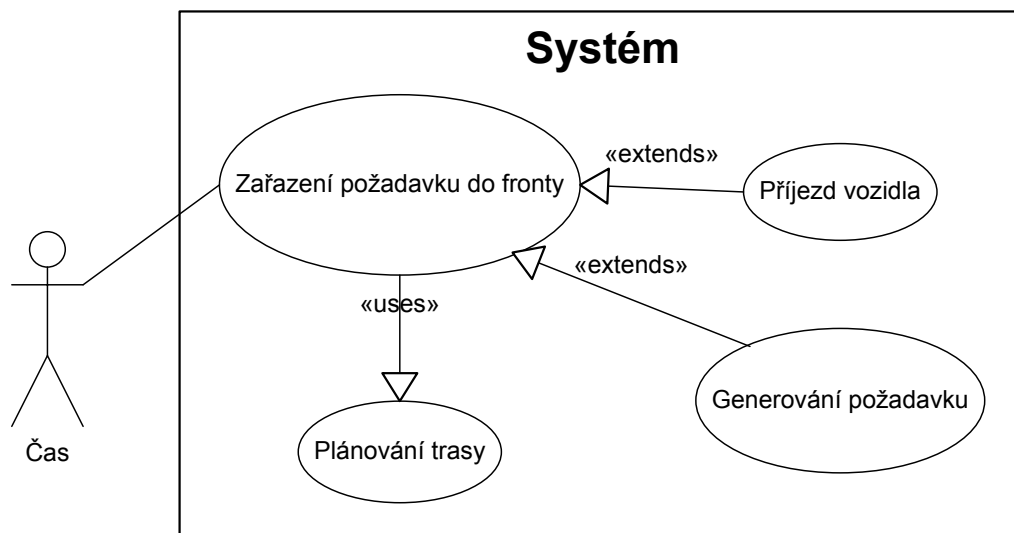 Systém
«extends»
Zařazení požadavku do fronty
Příjezd vozidla
«extends»
«uses»
Generování požadavku
Plánování trasy
Čas